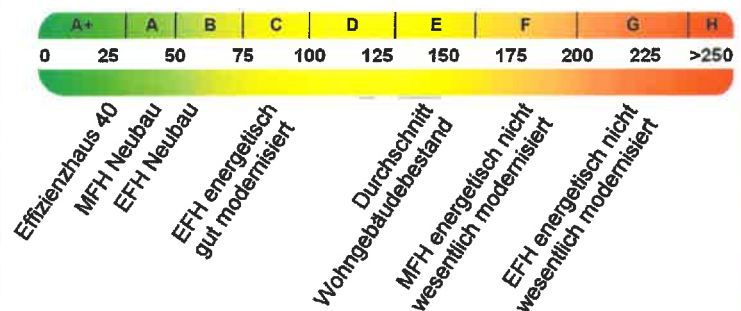 A+ A B C D E F G H
0 25 50 75 100 125 150 175 200 225 >250
Effizienzhaus 40
MFH Neubau
EFH Neubau
EFH energetisch
gut modernisiert
Durchschnitt
Wohngebäudebestand
MFH energetisch nicht
wesentlich modernisiert
EFH energetisch nicht
wesentlich modernisiert